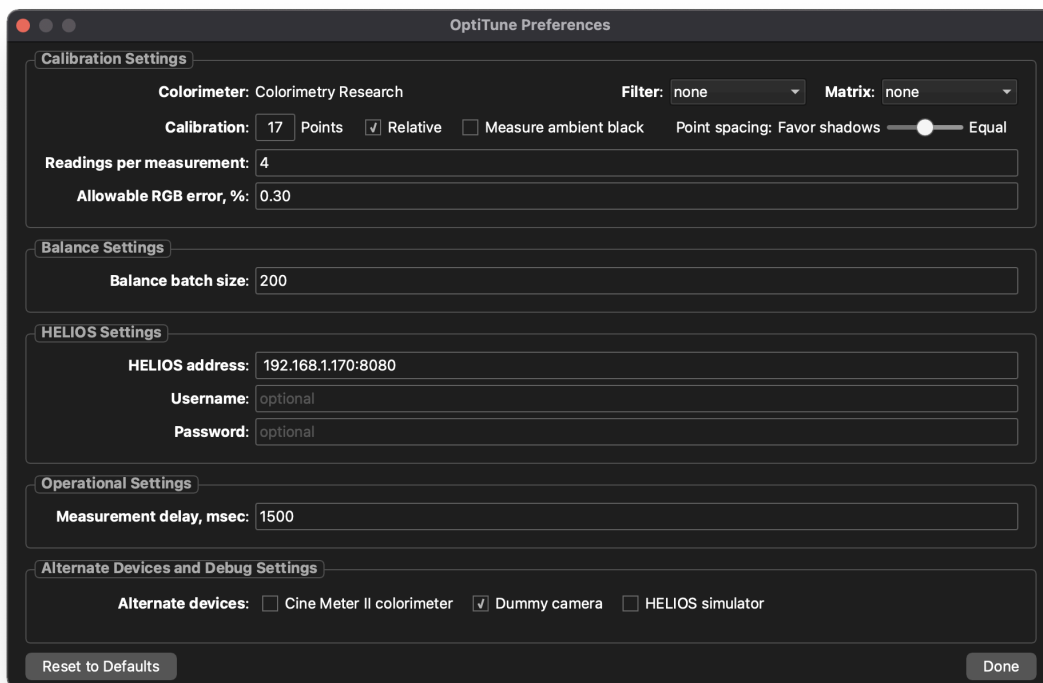 OptiTune Preferences
Calibration Settings
Colorimeter: Colorimetry Research Filter: none Matrix: none
Calibration: 17 Points Relative Measure ambient black Point spacing: Favor shadows Equal
Readings per measurement: 4
Allowable RGB error, %: 0.30
Balance Settings
Balance batch size: 200
HELIOS Settings
HELIOS address: 192.168.1.170:8080
Username: optional
Password: optional
Operational Settings
Measurement delay, msec: 1500
Alternate Devices and Debug Settings
Alternate devices: Cine Meter II colorimeter Dummy camera HELIOS simulator
Reset to Defaults Done